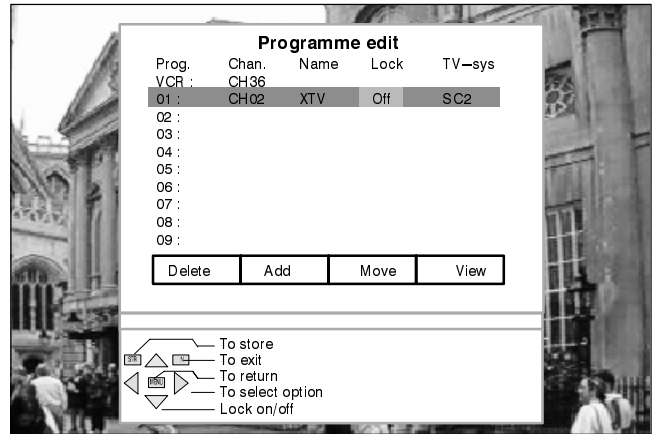 Programme edit
Prog. Chan. Name Lock TV-sys
VCR : CH36
01 : CH02 XTV Off SC2
02 :
03 :
04 :
05 :
06 :
07 :
08 :
09 :
Delete Add Move View
To store
STR N To exit
MENU To return
To select option
Lock on/off